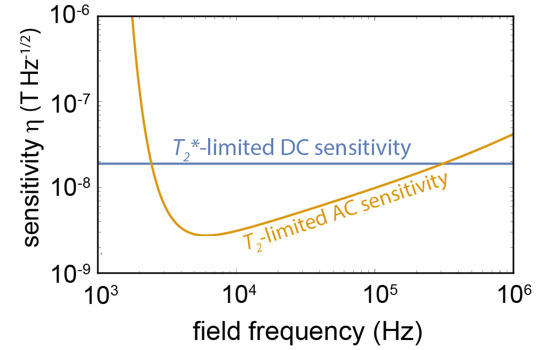 10⁻⁶
10⁻⁷
10⁻⁸
10⁻⁹
sensitivity η (T Hz⁻¹/²)
T₂*-limited DC sensitivity
T₂-limited AC sensitivity
10³ 10⁴ 10⁵ 10⁶
field frequency (Hz)